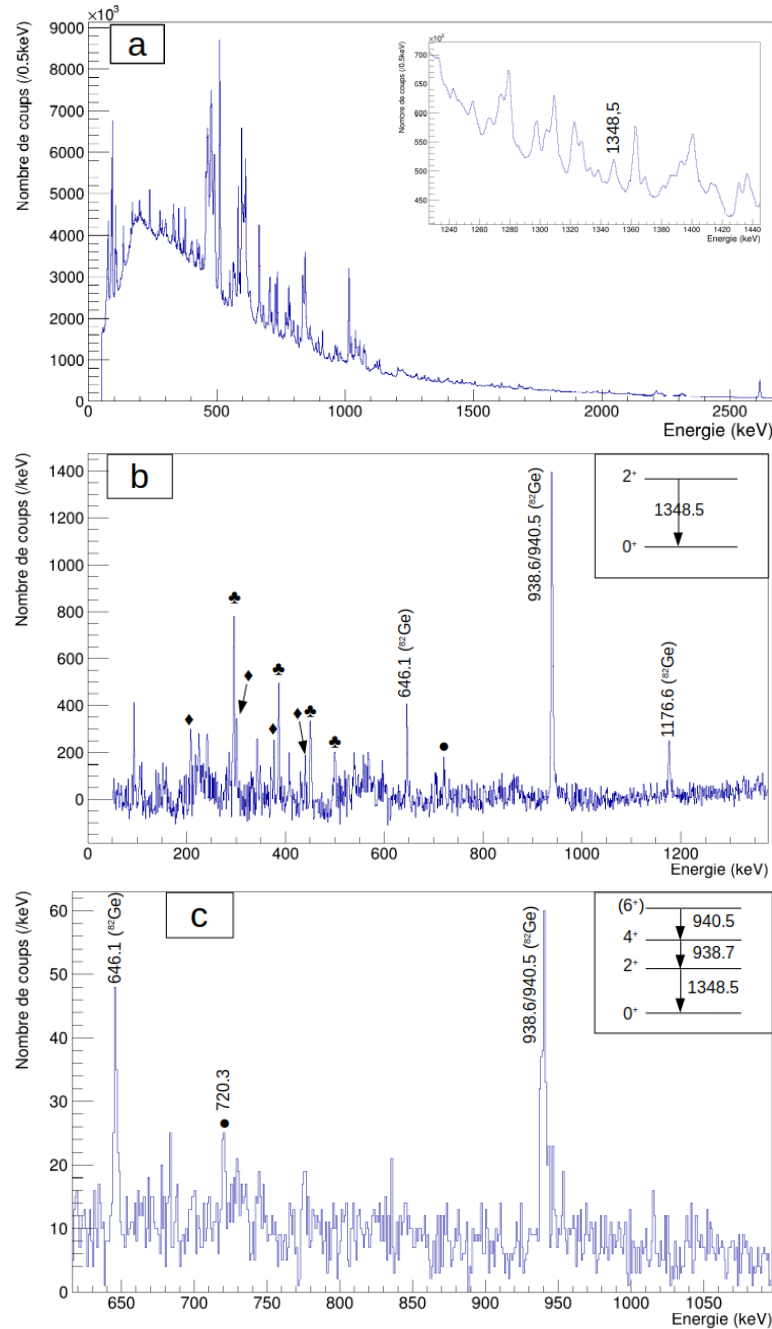 ×10³
a
Nombre de coups (/0.5keV)
9000
8000
7000
6000
5000
4000
3000
2000
1000
0
0 500 1000 1500 2000 2500
Energie (keV)
×10³
Nombre de coups (/0.5keV)
700
650
600
550
500
450
1348,5
1240 1260 1280 1300 1320 1340 1360 1380 1400 1420 1440
Energie (keV)
b
Nombre de coups (/keV)
1400
1200
1000
800
600
400
200
0
♦ ♣ ♦ ♦ ♣ ♦ ♣ ♣
646.1 (⁸²Ge)
●
938.6/940.5 (⁸²Ge)
1176.6 (⁸²Ge)
2⁺
1348.5
0⁺
0 200 400 600 800 1000 1200
Energie (keV)
c
Nombre de coups (/keV)
60
50
40
30
20
10
0
646.1 (⁸²Ge)
● 720.3
938.6/940.5 (⁸²Ge)
(6⁺)
940.5
4⁺
938.7
2⁺
1348.5
0⁺
650 700 750 800 850 900 950 1000 1050
Energie (keV)